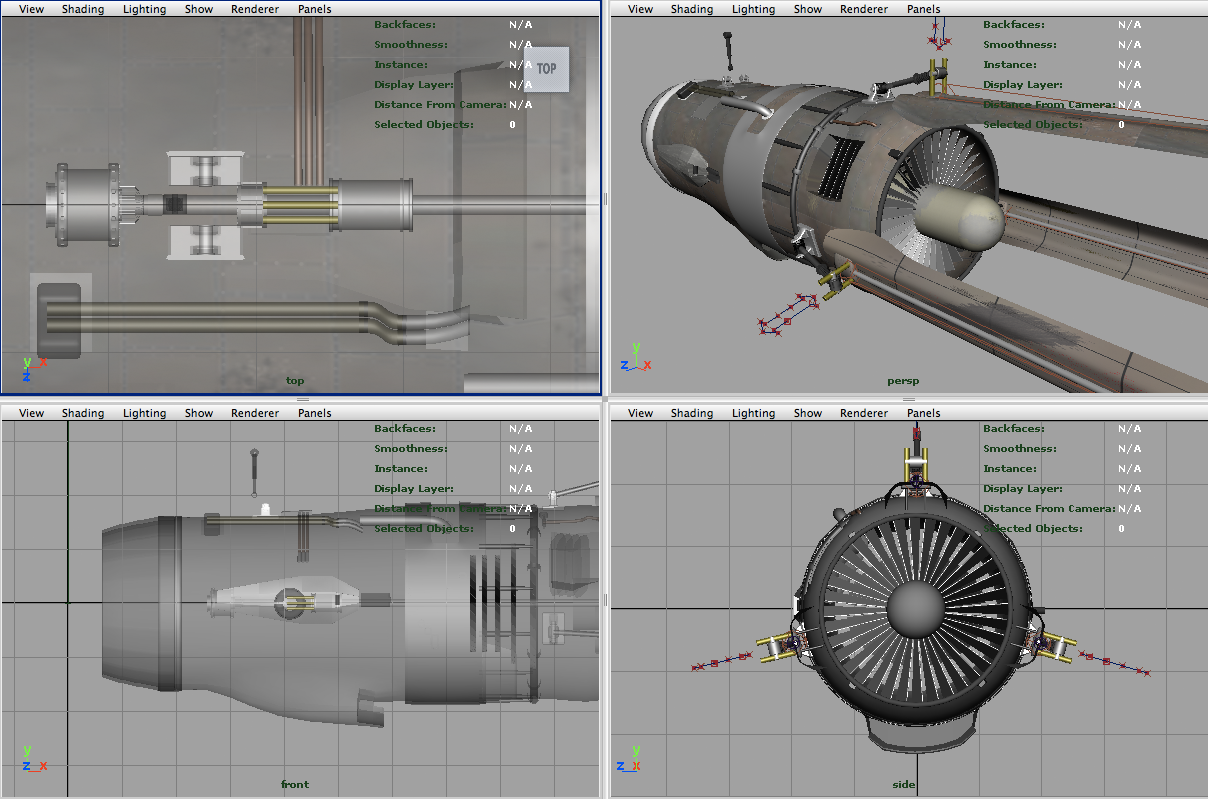 View Shading Lighting Show Renderer Panels
Backfaces: N/A
Smoothness: N/A
Instance: N/A
Display Layer: N/A
Distance From Camera: N/A
Selected Objects: 0
TOP
y x
z
top
View Shading Lighting Show Renderer Panels
Backfaces: N/A
Smoothness: N/A
Instance: N/A
Display Layer: N/A
Distance From Camera: N/A
Selected Objects: 0
y
z x
persp
View Shading Lighting Show Renderer Panels
Backfaces: N/A
Smoothness: N/A
Instance: N/A
Display Layer: N/A
Distance From Camera: N/A
Selected Objects: 0
y
z x
front
View Shading Lighting Show Renderer Panels
Backfaces: N/A
Smoothness: N/A
Instance: N/A
Display Layer: N/A
Distance From Camera: N/A
Selected Objects: 0
y
z x
side